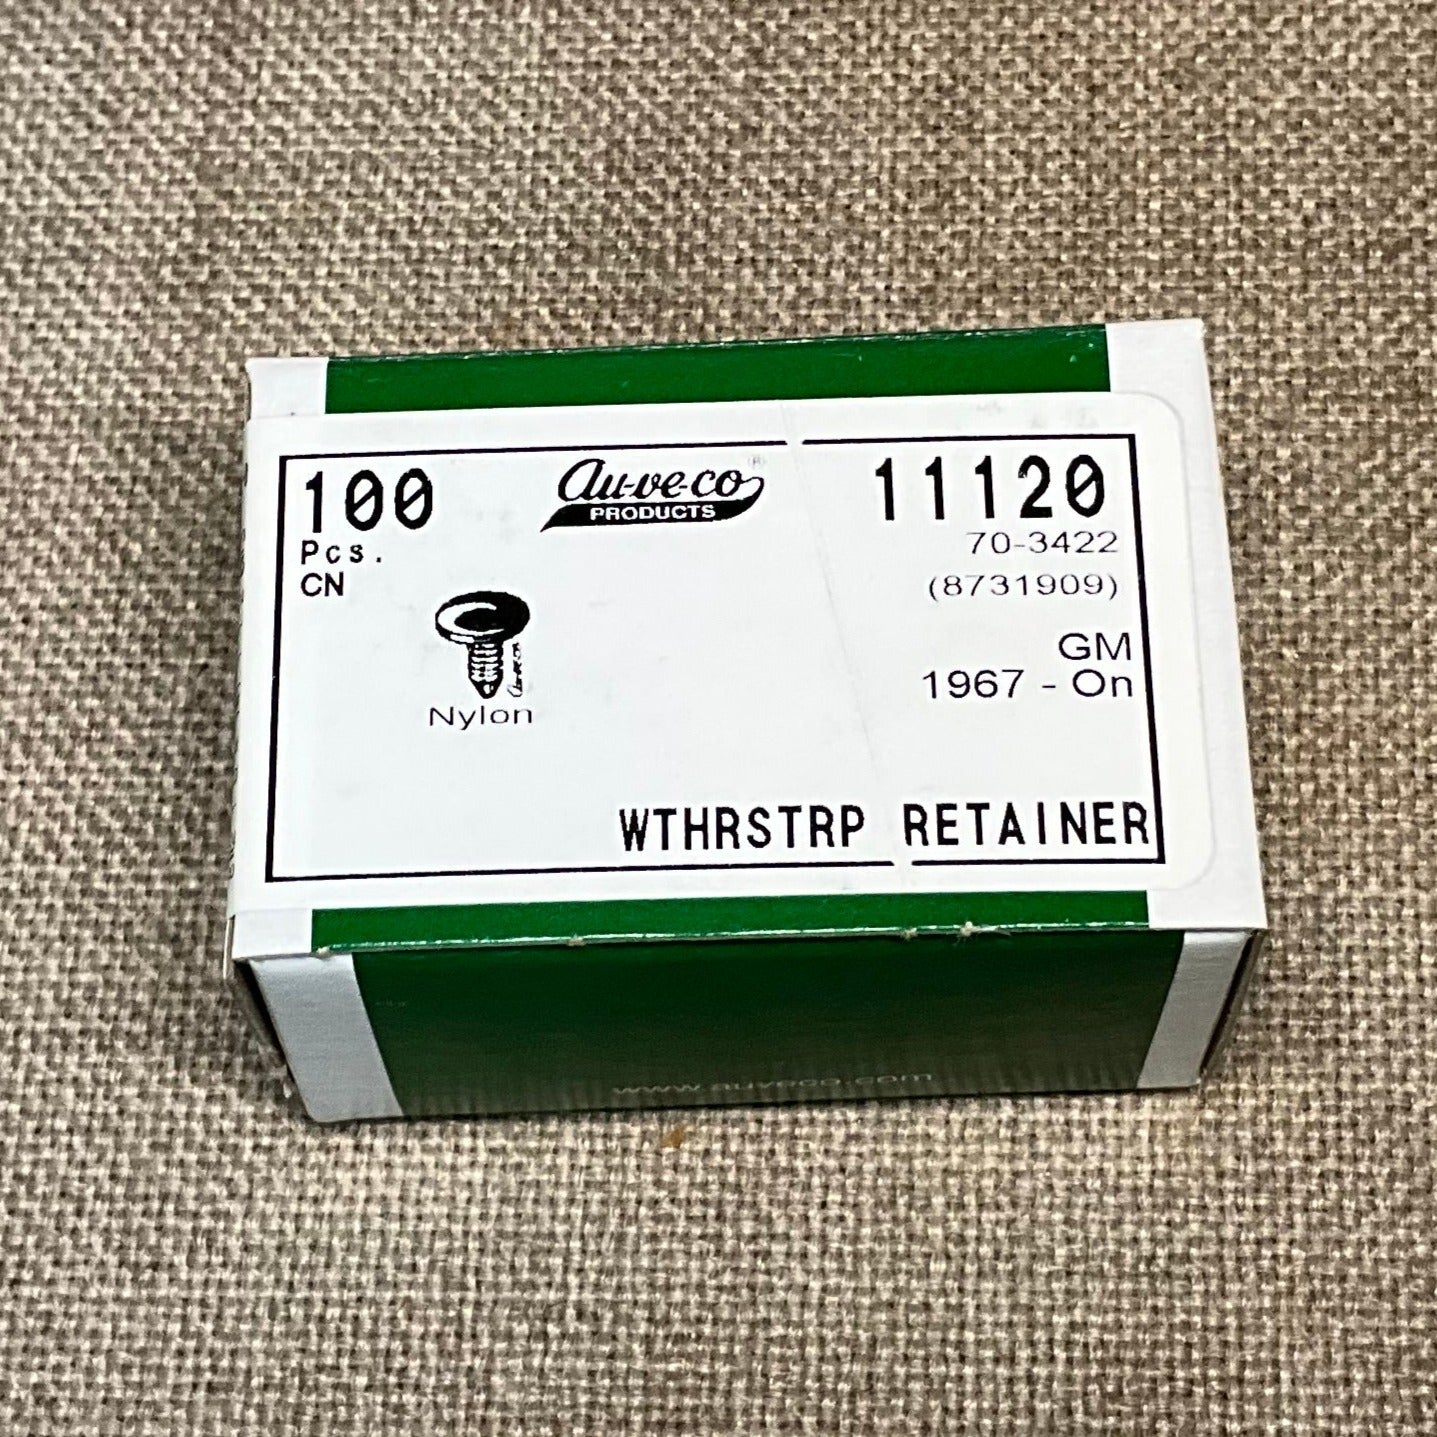 100
Pcs.
CN
au-ve-co®
PRODUCTS
11120
70-3422
(8731909)
GM
1967 - On
Nylon
WTHRSTRP RETAINER
www.auveco.com